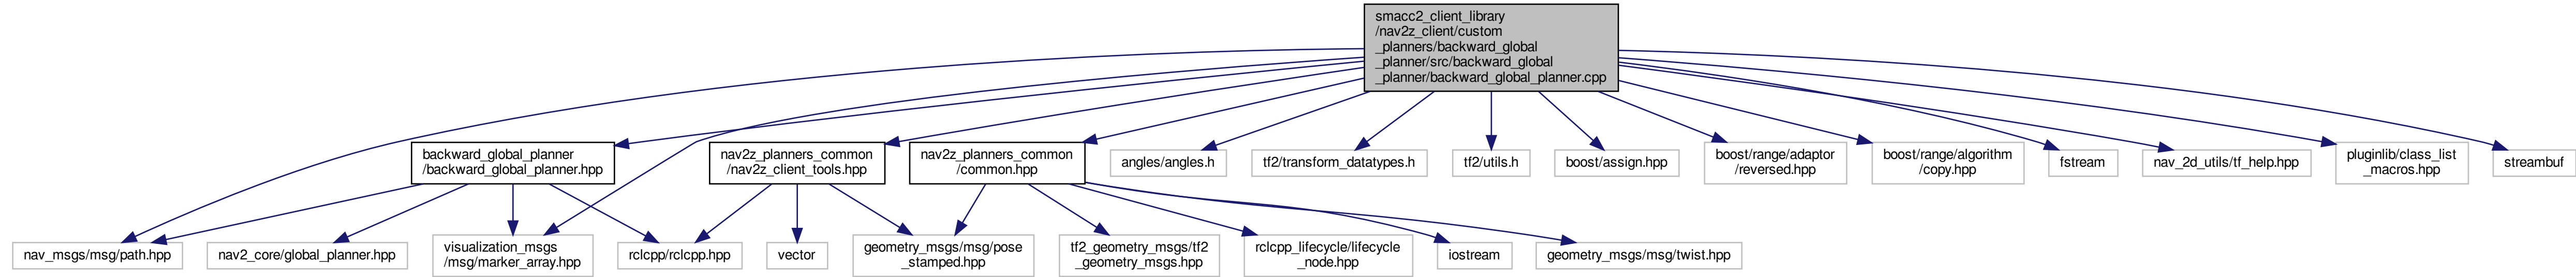 smacc2_client_library
/nav2z_client/custom
_planners/backward_global
_planner/src/backward_global
_planner/backward_global_planner.cpp
backward_global_planner
/backward_global_planner.hpp
nav2z_planners_common
/nav2z_client_tools.hpp
nav2z_planners_common
/common.hpp
angles/angles.h
tf2/transform_datatypes.h
tf2/utils.h
boost/assign.hpp
boost/range/adaptor
/reversed.hpp
boost/range/algorithm
/copy.hpp
fstream
nav_2d_utils/tf_help.hpp
pluginlib/class_list
_macros.hpp
streambuf
nav_msgs/msg/path.hpp
nav2_core/global_planner.hpp
visualization_msgs
/msg/marker_array.hpp
rclcpp/rclcpp.hpp
vector
geometry_msgs/msg/pose
_stamped.hpp
tf2_geometry_msgs/tf2
_geometry_msgs.hpp
rclcpp_lifecycle/lifecycle
_node.hpp
iostream
geometry_msgs/msg/twist.hpp